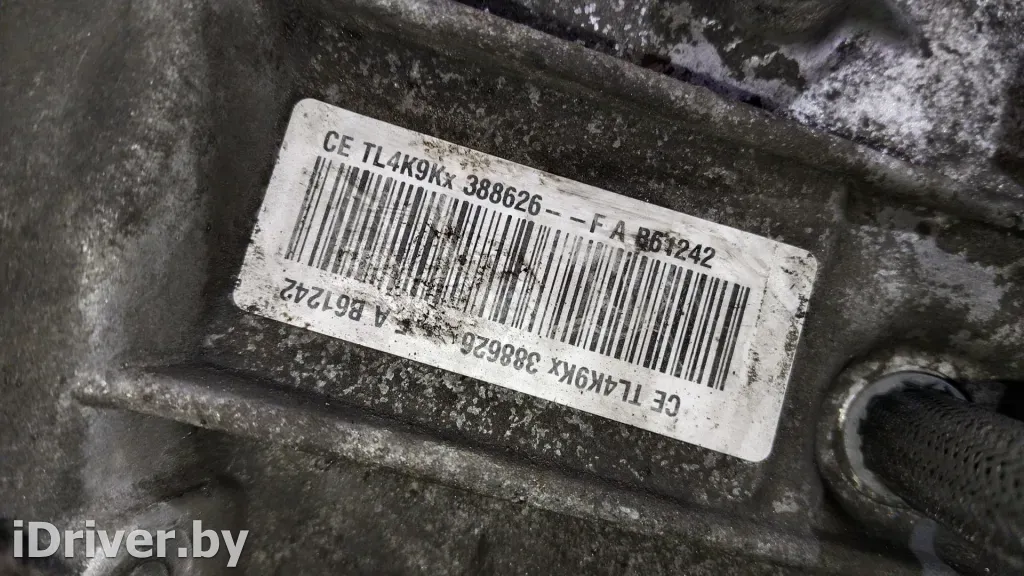 CE TL4K9Kx 388626--F A B61242
CE TL4K9Kx 388626 A B61242
iDriver.by